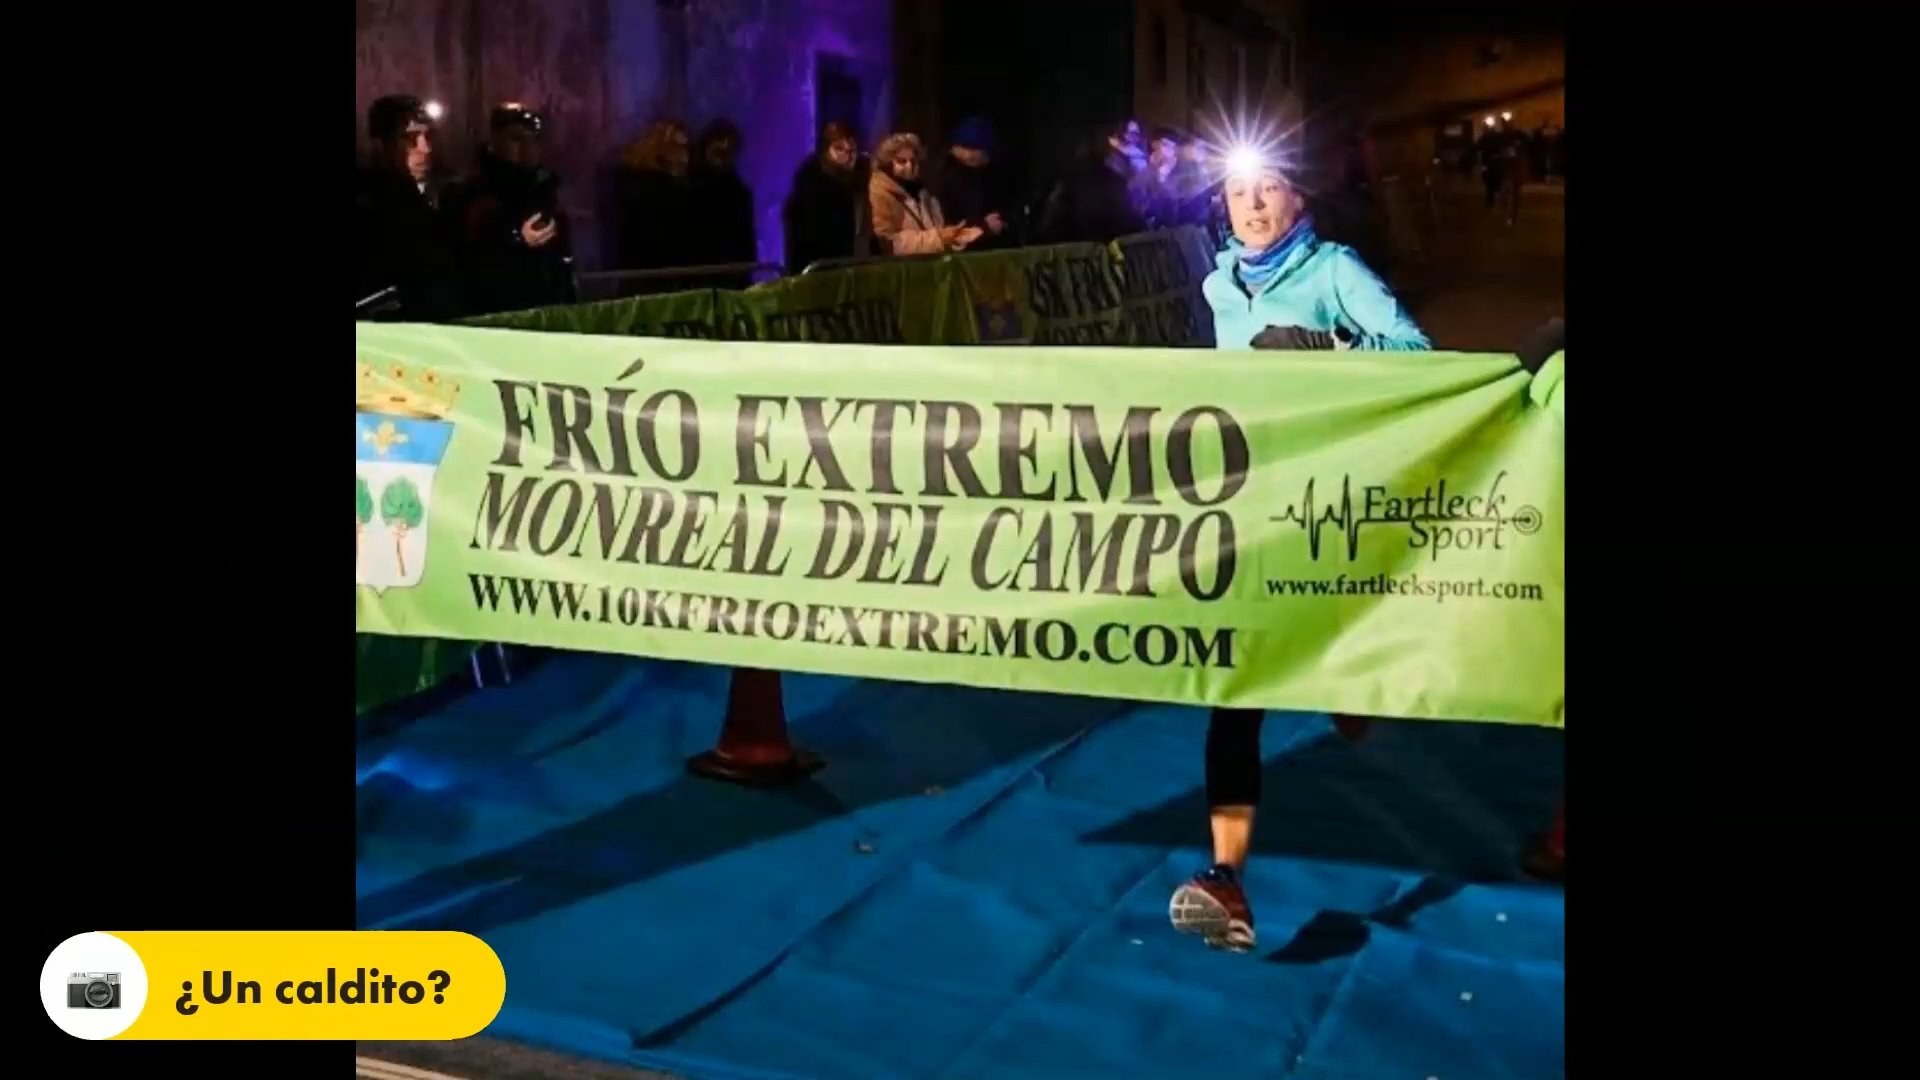 FRÍO EXTREMO
MONREAL DEL CAMPO
WWW.10KFRIOEXTREMO.COM
Fartleck
Sport
www.fartlecksport.com
¿Un caldito?